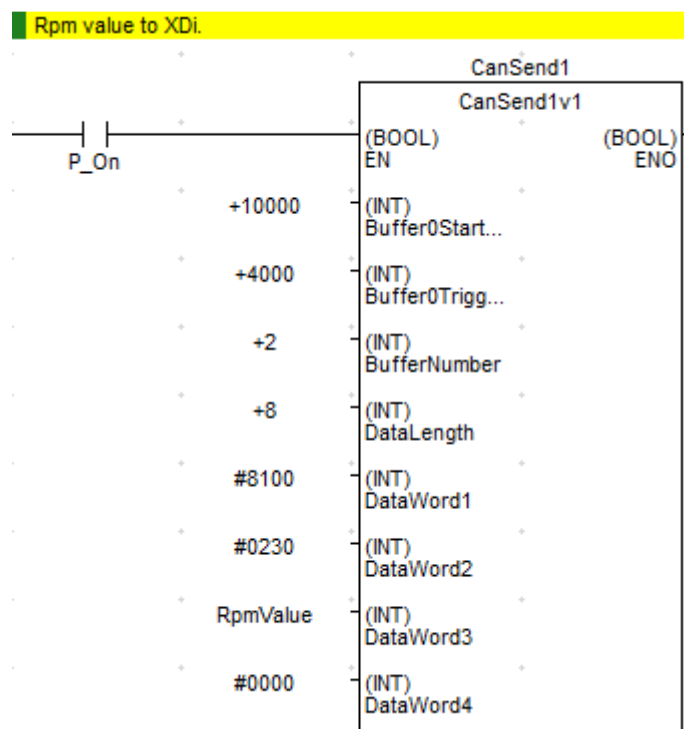 Rpm value to XDi.
CanSend1
CanSend1v1
(BOOL) (BOOL)
P_On EN ENO
+10000 (INT)
Buffer0Start...
+4000 (INT)
Buffer0Trigg...
+2 (INT)
BufferNumber
+8 (INT)
DataLength
#8100 (INT)
DataWord1
#0230 (INT)
DataWord2
RpmValue (INT)
DataWord3
#0000 (INT)
DataWord4